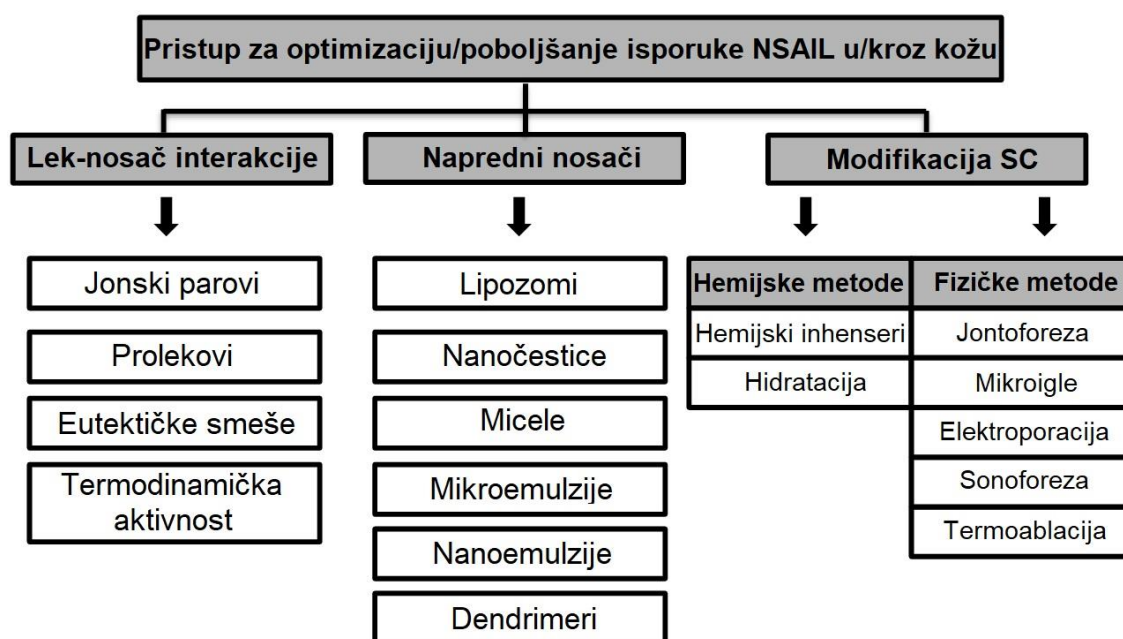 Pristup za optimizaciju/poboljšanje isporuke NSAIL u/kroz kožu
Lek-nosač interakcije
Jonski parovi
Prolekovi
Eutektičke smeše
Termodinamička
aktivnost
Napredni nosači
Lipozomi
Nanočestice
Micele
Mikroemulzije
Nanoemulzije
Dendrimeri
Modifikacija SC
Hemijske metode
Hemijski inhenseri
Hidratacija
Fizičke metode
Jontoforeza
Mikroigle
Elektroporacija
Sonoforeza
Termoablacija